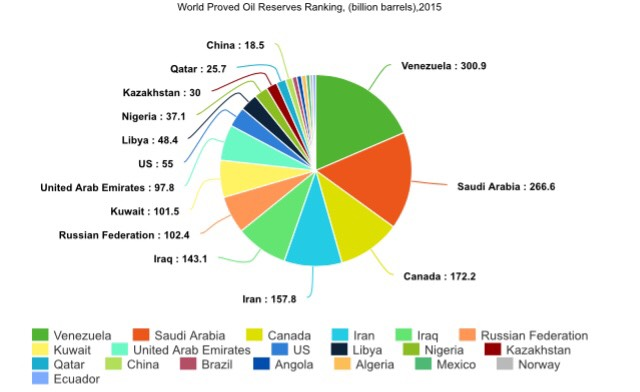 World Proved Oil Reserves Ranking, (billion barrels),2015
China : 18.5
Venezuela : 300.9
Qatar : 25.7
Kazakhstan : 30
Nigeria : 37.1
Libya : 48.4
US : 55
United Arab Emirates : 97.8
Saudi Arabia : 266.6
Kuwait : 101.5
Russian Federation : 102.4
Iraq : 143.1
Canada : 172.2
Iran : 157.8
Venezuela Saudi Arabia Canada Iran Iraq Russian Federation
Kuwait United Arab Emirates US Libya Nigeria Kazakhstan
Qatar China Brazil Angola Algeria Mexico Norway
Ecuador